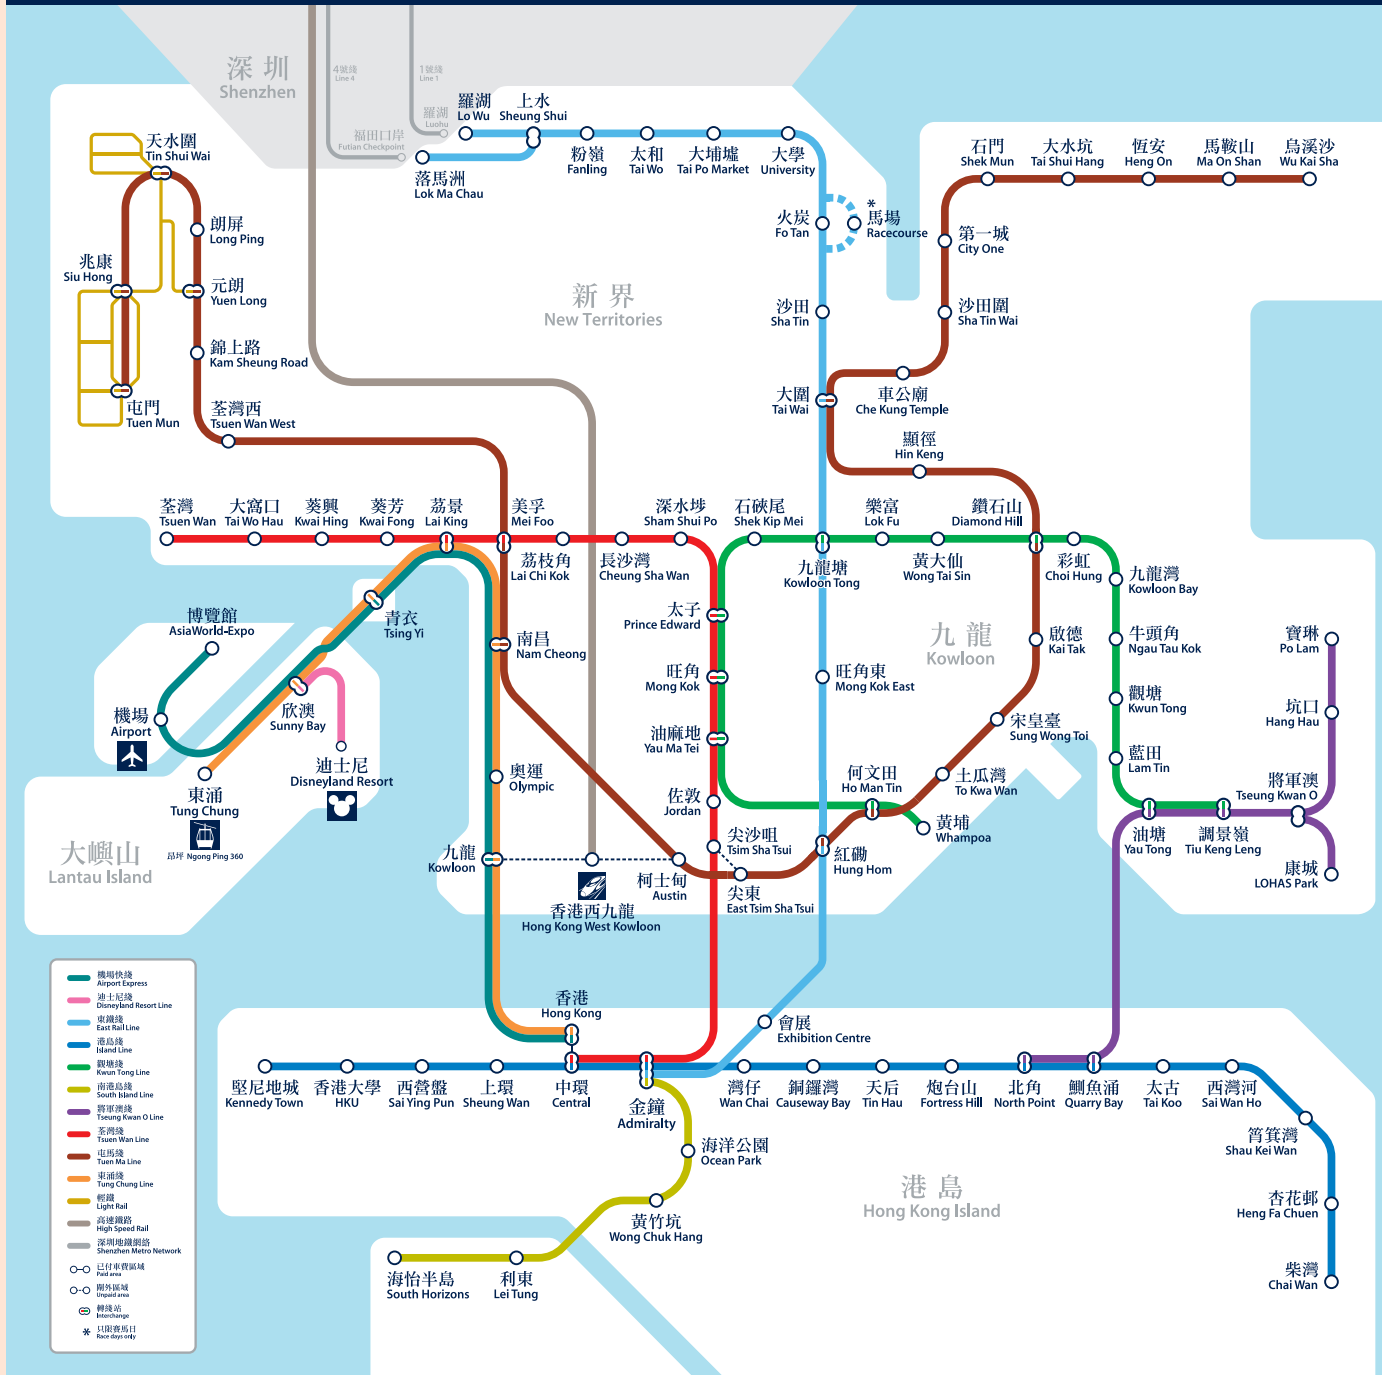 深圳
Shenzhen
4號綫
Line 4
1號綫
Line 1
羅湖
Luohu
福田口岸
Futian Checkpoint
羅湖
Lo Wu
上水
Sheung Shui
落馬洲
Lok Ma Chau
粉嶺
Fanling
太和
Tai Wo
大埔墟
Tai Po Market
大學
University
火炭
Fo Tan
*
馬場
Racecourse
沙田
Sha Tin
大圍
Tai Wai
石門
Shek Mun
大水坑
Tai Shui Hang
恆安
Heng On
馬鞍山
Ma On Shan
烏溪沙
Wu Kai Sha
第一城
City One
沙田圍
Sha Tin Wai
車公廟
Che Kung Temple
顯徑
Hin Keng
天水圍
Tin Shui Wai
朗屏
Long Ping
兆康
Siu Hong
元朗
Yuen Long
錦上路
Kam Sheung Road
屯門
Tuen Mun
荃灣西
Tsuen Wan West
新界
New Territories
荃灣
Tsuen Wan
大窩口
Tai Wo Hau
葵興
Kwai Hing
葵芳
Kwai Fong
荔景
Lai King
美孚
Mei Foo
荔枝角
Lai Chi Kok
長沙灣
Cheung Sha Wan
深水埗
Sham Shui Po
石硤尾
Shek Kip Mei
九龍塘
Kowloon Tong
樂富
Lok Fu
黃大仙
Wong Tai Sin
鑽石山
Diamond Hill
彩虹
Choi Hung
九龍灣
Kowloon Bay
牛頭角
Ngau Tau Kok
觀塘
Kwun Tong
藍田
Lam Tin
油塘
Yau Tong
調景嶺
Tiu Keng Leng
將軍澳
Tseung Kwan O
坑口
Hang Hau
寶琳
Po Lam
康城
LOHAS Park
太子
Prince Edward
旺角
Mong Kok
油麻地
Yau Ma Tei
佐敦
Jordan
尖沙咀
Tsim Sha Tsui
尖東
East Tsim Sha Tsui
旺角東
Mong Kok East
何文田
Ho Man Tin
黃埔
Whampoa
紅磡
Hung Hom
土瓜灣
To Kwa Wan
宋皇臺
Sung Wong Toi
啟德
Kai Tak
九龍
Kowloon
青衣
Tsing Yi
南昌
Nam Cheong
博覽館
AsiaWorld-Expo
機場
Airport
欣澳
Sunny Bay
迪士尼
Disneyland Resort
東涌
Tung Chung
昂坪 Ngong Ping 360
大嶼山
Lantau Island
奧運
Olympic
九龍
Kowloon
香港西九龍
Hong Kong West Kowloon
柯士甸
Austin
香港
Hong Kong
會展
Exhibition Centre
堅尼地城
Kennedy Town
香港大學
HKU
西營盤
Sai Ying Pun
上環
Sheung Wan
中環
Central
金鐘
Admiralty
灣仔
Wan Chai
銅鑼灣
Causeway Bay
天后
Tin Hau
炮台山
Fortress Hill
北角
North Point
鰂魚涌
Quarry Bay
太古
Tai Koo
西灣河
Sai Wan Ho
筲箕灣
Shau Kei Wan
杏花邨
Heng Fa Chuen
柴灣
Chai Wan
海洋公園
Ocean Park
黃竹坑
Wong Chuk Hang
利東
Lei Tung
海怡半島
South Horizons
港島
Hong Kong Island
機場快綫
Airport Express
迪士尼綫
Disneyland Resort Line
東鐵綫
East Rail Line
港島綫
Island Line
觀塘綫
Kwun Tong Line
南港島綫
South Island Line
將軍澳綫
Tseung Kwan O Line
荃灣綫
Tsuen Wan Line
屯馬綫
Tuen Ma Line
東涌綫
Tung Chung Line
輕鐵
Light Rail
高速鐵路
High Speed Rail
深圳地鐵網絡
Shenzhen Metro Network
已付車費區域
Paid area
閘外區域
Unpaid area
轉綫站
Interchange
* 只限賽馬日
Race days only